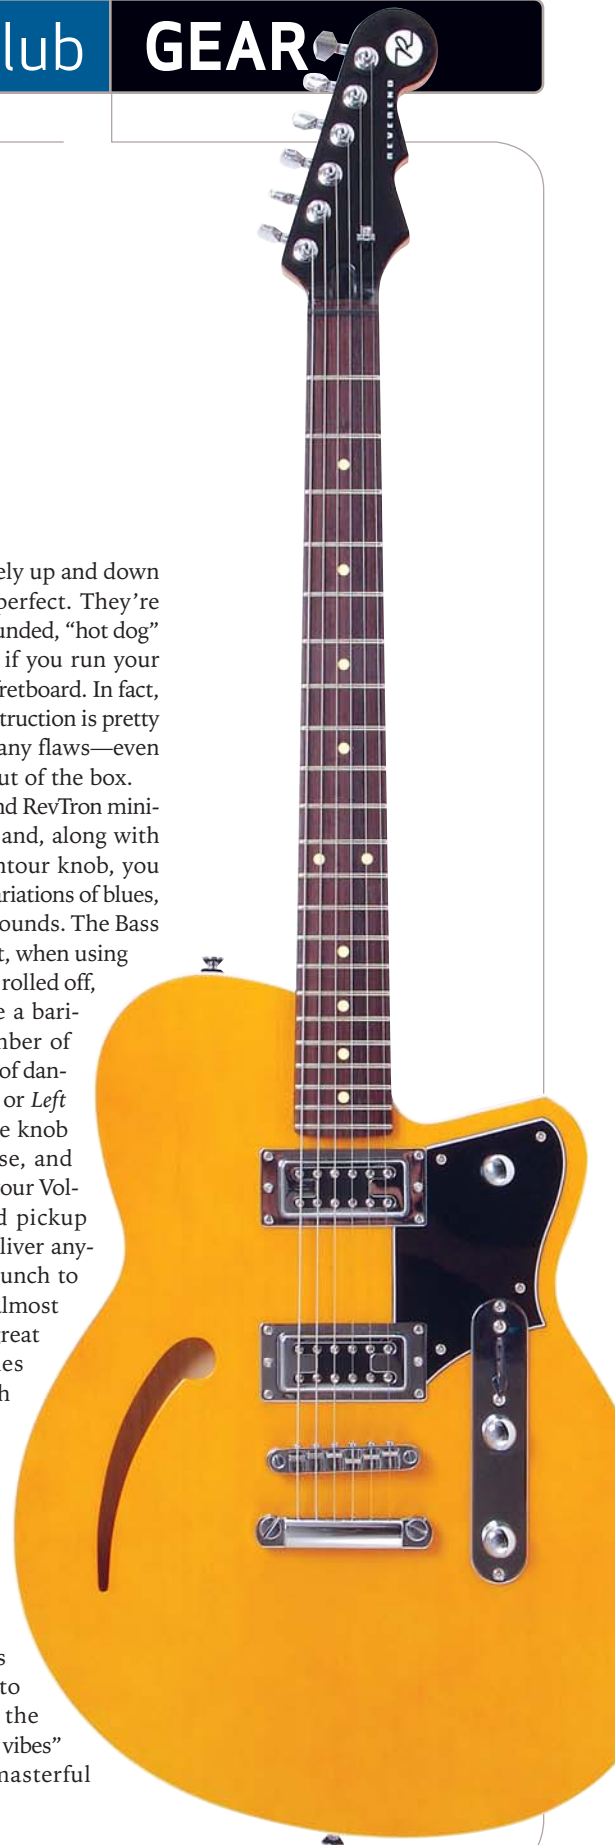 lub GEAR
REVEREND
ely up and down
perfect. They’re
unded, “hot dog”
if you run your
retboard. In fact,
truction is pretty
any flaws—even
ut of the box.
nd RevTron mini-
and, along with
ntour knob, you
ariations of blues,
ounds. The Bass
t, when using
rolled off,
e a bari-
nber of
of dan-
or Left
e knob
se, and
our Vol-
d pickup
liver any-
unch to
almost
reat
es
h
s
to
the
vibes”
masterful